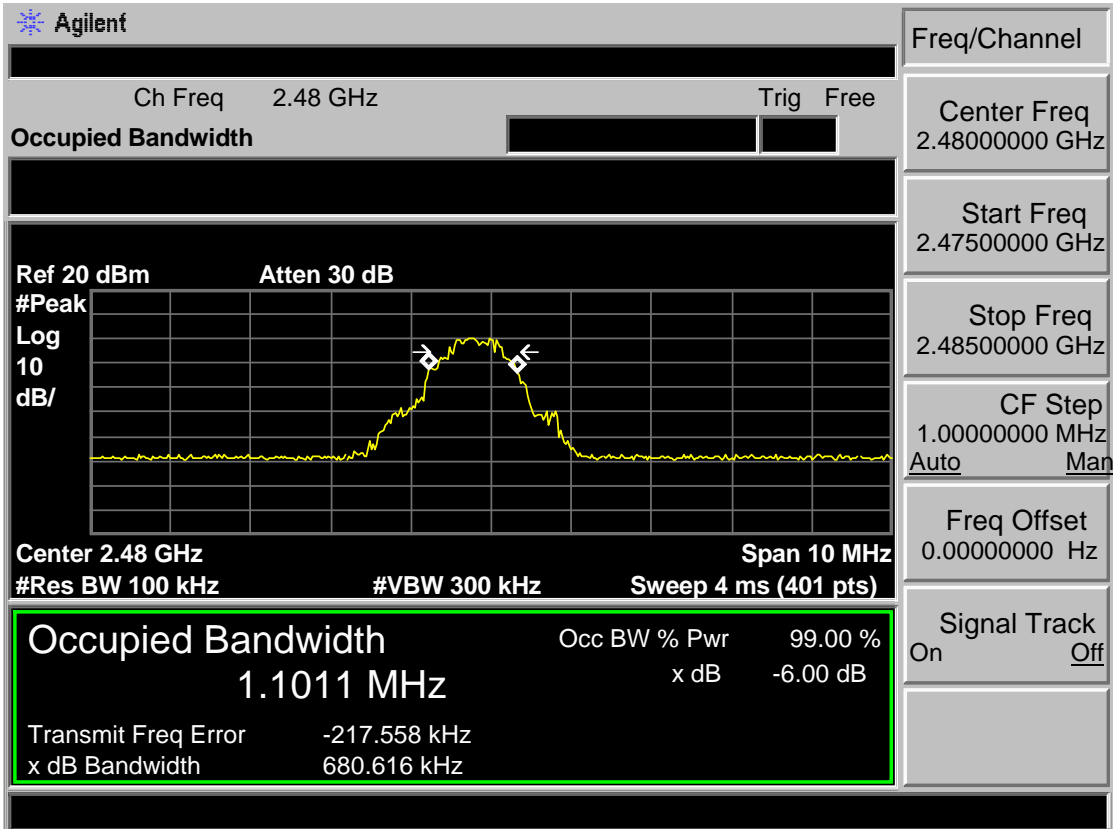 Agilent
Ch Freq 2.48 GHz Trig Free
Occupied Bandwidth
Ref 20 dBm Atten 30 dB
#Peak
Log
10
dB/
Center 2.48 GHz Span 10 MHz
#Res BW 100 kHz #VBW 300 kHz Sweep 4 ms (401 pts)
Occupied Bandwidth
1.1011 MHz
Occ BW % Pwr 99.00 %
x dB -6.00 dB
Transmit Freq Error -217.558 kHz
x dB Bandwidth 680.616 kHz
Freq/Channel
Center Freq
2.48000000 GHz
Start Freq
2.47500000 GHz
Stop Freq
2.48500000 GHz
CF Step
1.00000000 MHz
Auto Man
Freq Offset
0.00000000 Hz
Signal Track
On Off